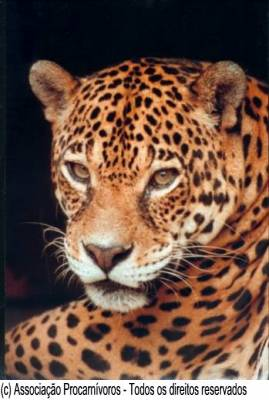 (c) Associação Procarnívoros - Todos os direitos reservados